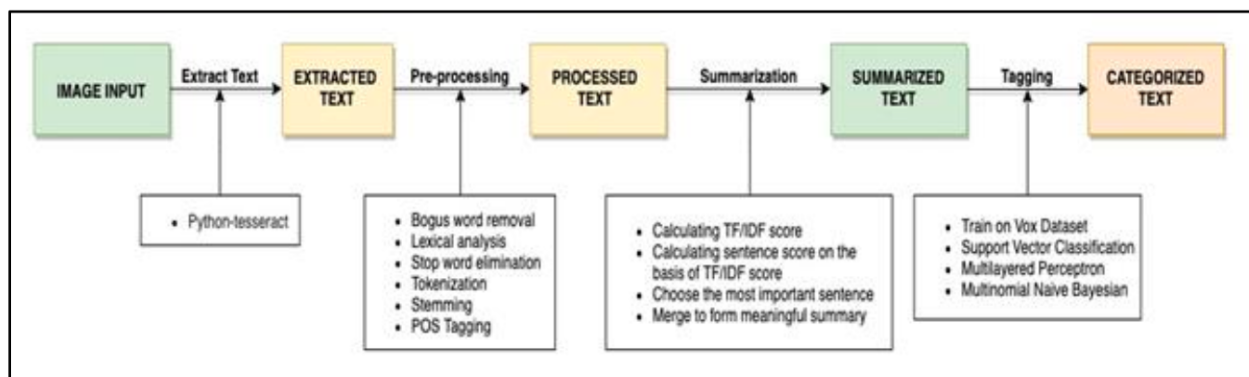 IMAGE INPUT
Extract Text
EXTRACTED
TEXT
Pre-processing
PROCESSED
TEXT
Summarization
SUMMARIZED
TEXT
Tagging
CATEGORIZED
TEXT
• Python-tesseract
• Bogus word removal
• Lexical analysis
• Stop word elimination
• Tokenization
• Stemming
• POS Tagging
• Calculating TF/IDF score
• Calculating sentence score on the
basis of TF/IDF score
• Choose the most important sentence
• Merge to form meaningful summary
• Train on Vox Dataset
• Support Vector Classification
• Multilayered Perceptron
• Multinomial Naive Bayesian